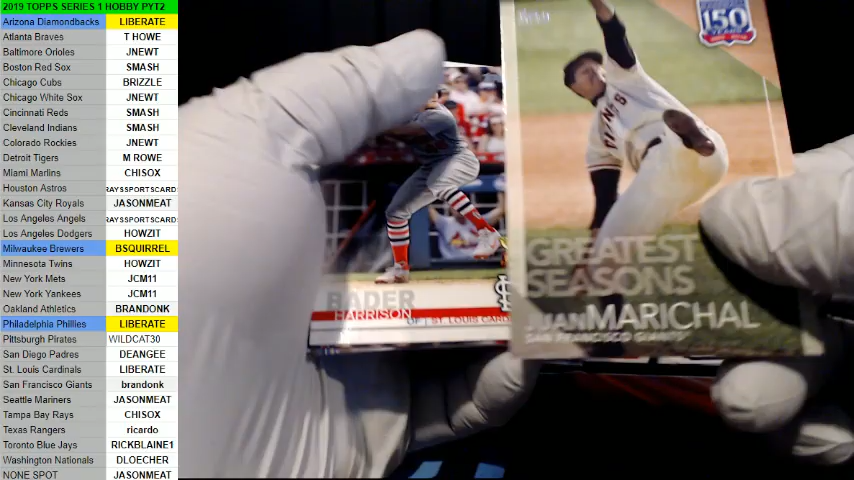 2019 TOPPS SERIES 1 HOBBY PYT2
Arizona Diamondbacks LIBERATE
Atlanta Braves T HOWE
Baltimore Orioles JNEWT
Boston Red Sox SMASH
Chicago Cubs BRIZZLE
Chicago White Sox JNEWT
Cincinnati Reds SMASH
Cleveland Indians SMASH
Colorado Rockies JNEWT
Detroit Tigers M ROWE
Miami Marlins CHISOX
Houston Astros RAYSSPORTSCARD
Kansas City Royals JASONMEAT
Los Angeles Angels RAYSSPORTSCARD
Los Angeles Dodgers HOWZIT
Milwaukee Brewers BSQUIRREL
Minnesota Twins HOWZIT
New York Mets JCM11
New York Yankees JCM11
Oakland Athletics BRANDONK
Philadelphia Phillies LIBERATE
Pittsburgh Pirates WILDCAT30
San Diego Padres DEANGEE
St. Louis Cardinals LIBERATE
San Francisco Giants brandonk
Seattle Mariners JASONMEAT
Tampa Bay Rays CHISOX
Texas Rangers ricardo
Toronto Blue Jays RICKBLAINE1
Washington Nationals DLOECHER
NONE SPOT JASONMEAT
BADER
HARRISON
OF | ST. LOUIS CARD
150
YEARS
GIANTS
GREATEST
SEASONS
JUAN MARICHAL
SAN FRANCISCO GIANTS